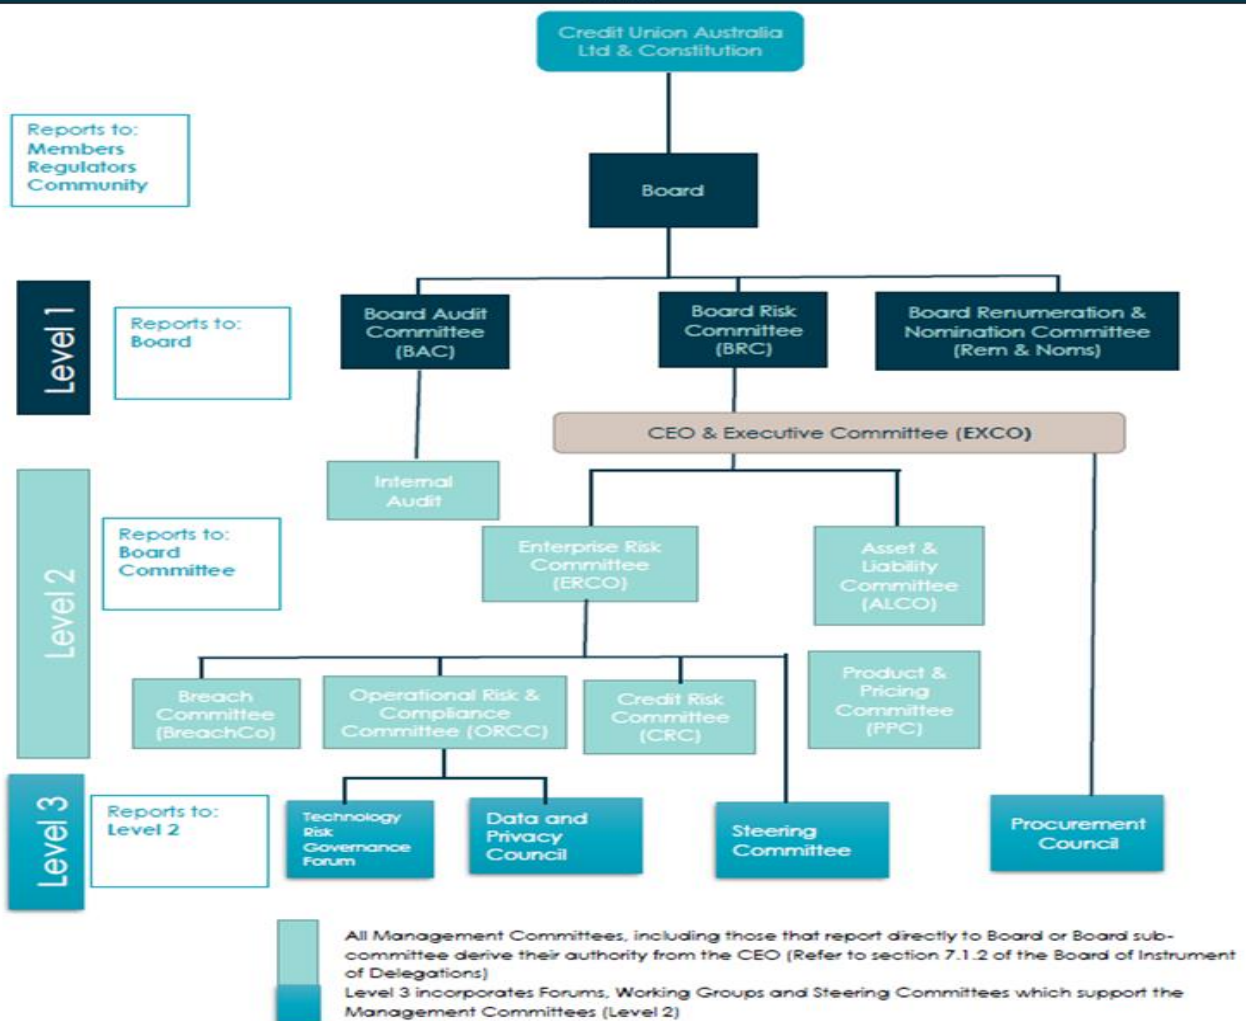 Credit Union Australia
Ltd & Constitution
Reports to:
Members
Regulators
Community
Board
Level 1
Reports to:
Board
Board Audit
Committee
(BAC)
Board Risk
Committee
(BRC)
Board Renumeration &
Nomination Committee
(Rem & Noms)
CEO & Executive Committee (EXCO)
Internal
Audit
Level 2
Reports to:
Board
Committee
Enterprise Risk
Committee
(ERCO)
Asset &
Liability
Committee
(ALCO)
Breach
Committee
(BreachCo)
Operational Risk &
Compliance
Committee (ORCC)
Credit Risk
Committee
(CRC)
Product &
Pricing
Committee
(PPC)
Level 3
Reports to:
Level 2
Technology
Risk
Governance
Forum
Data and
Privacy
Council
Steering
Committee
Procurement
Council
All Management Committees, including those that report directly to Board or Board sub-
committee derive their authority from the CEO (Refer to section 7.1.2 of the Board of Instrument
of Delegations)
Level 3 incorporates Forums, Working Groups and Steering Committees which support the
Management Committees (Level 2)